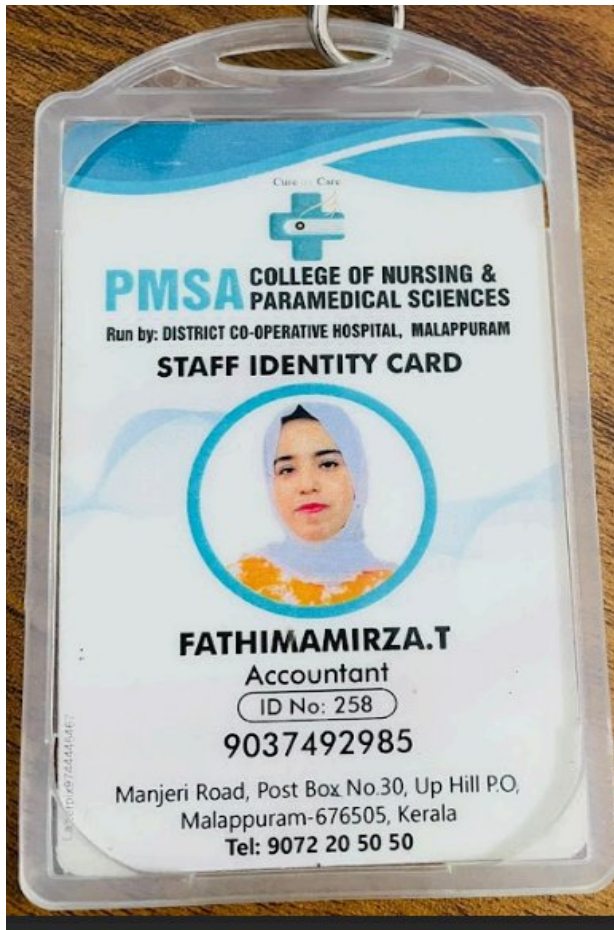 Cure Care
PMSA COLLEGE OF NURSING &
PARAMEDICAL SCIENCES
Run by: DISTRICT CO-OPERATIVE HOSPITAL, MALAPPURAM
STAFF IDENTITY CARD
FATHIMAMIRZA.T
Accountant
ID No: 258
9037492985
Manjeri Road, Post Box No.30, Up Hill P.O,
Malappuram-676505, Kerala
Tel: 9072 20 50 50